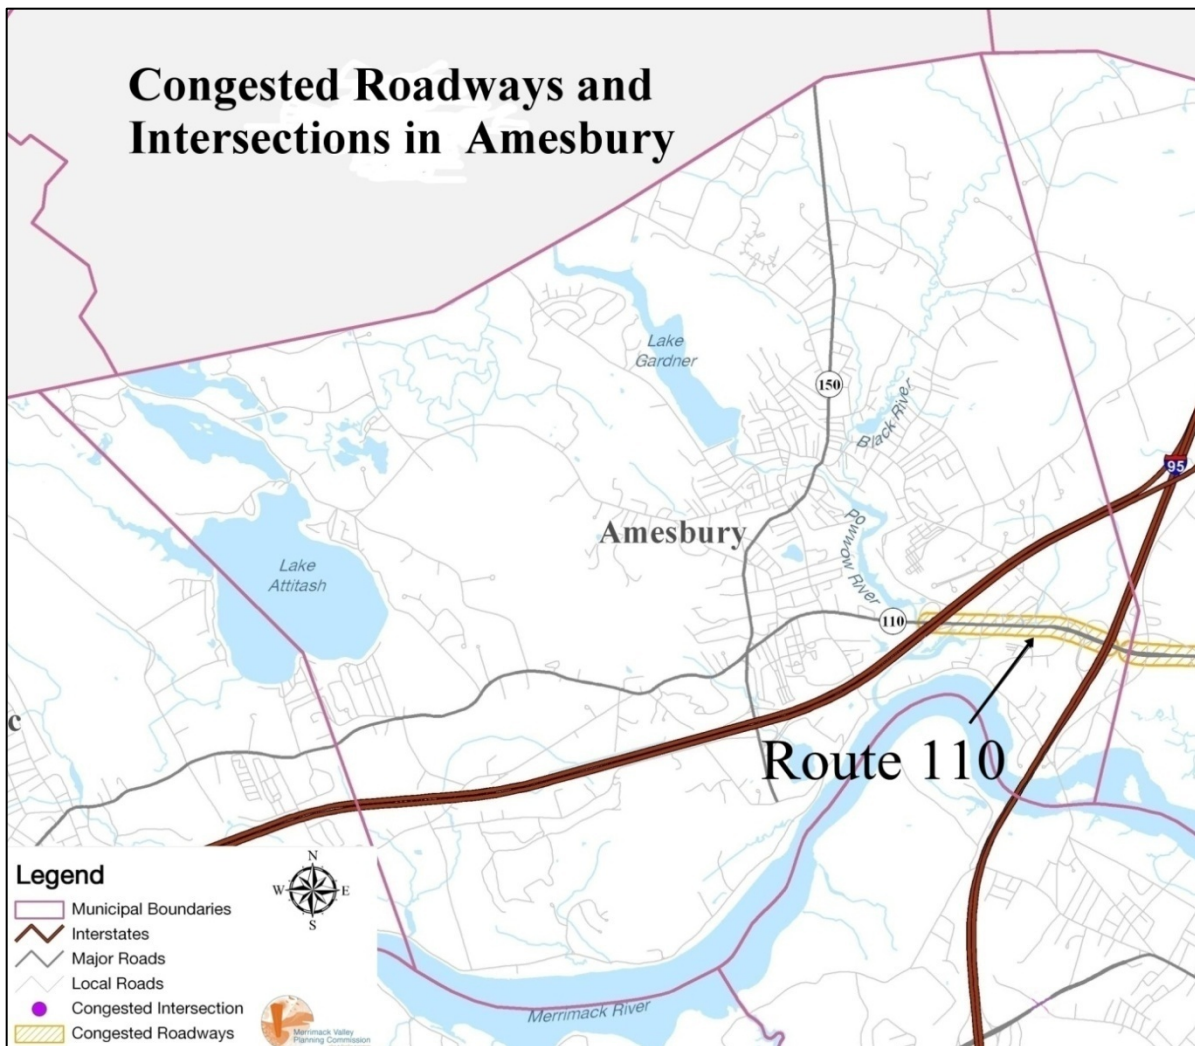 Congested Roadways and
Intersections in Amesbury
Lake
Gardner
150
Black River
95
Amesbury
Powwow River
Lake
Attitash
110
c
Route 110
Legend
Municipal Boundaries
Interstates
Major Roads
Local Roads
Congested Intersection
Congested Roadways
N
W
E
S
Merrimack Valley
Planning Commission
Merrimack River